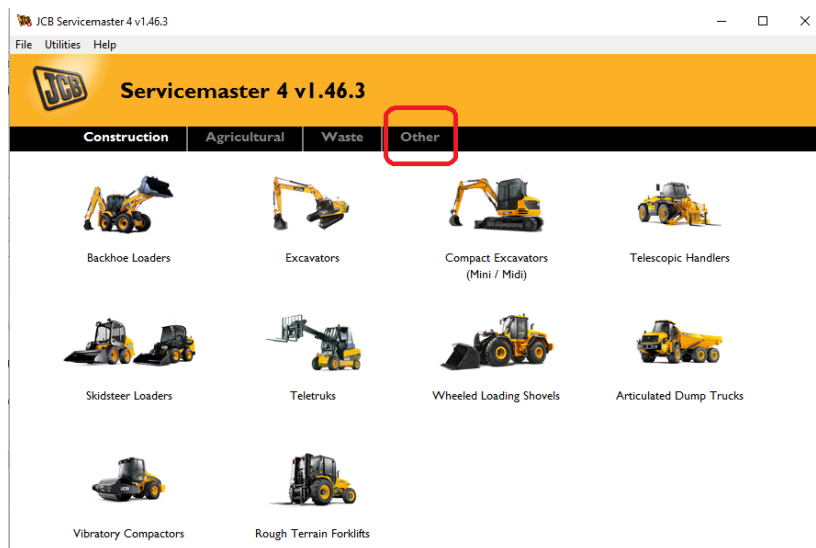 JCB Servicemaster 4 v1.46.3
File Utilities Help
JCB
Servicemaster 4 v1.46.3
Construction Agricultural Waste Other
Backhoe Loaders Excavators Compact Excavators Telescopic Handlers
(Mini / Midi)
Skidsteer Loaders Teletruks Wheeled Loading Shovels Articulated Dump Trucks
Vibratory Compactors Rough Terrain Forklifts